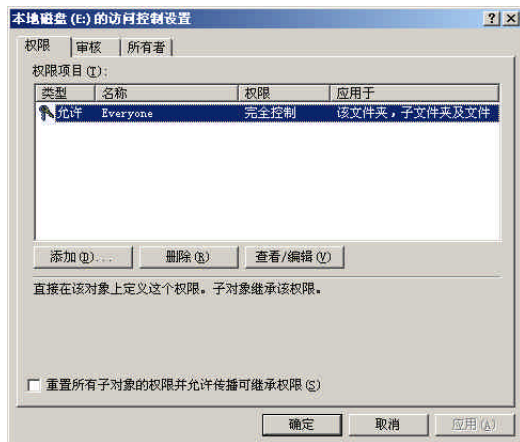 本地磁盘 (E:) 的访问控制设置
权限 审核 所有者
权限项目(T):
类型 名称 权限 应用于
允许 Everyone 完全控制 该文件夹，子文件夹及文件
添加(D)... 删除(R) 查看/编辑(V)
直接在该对象上定义这个权限。子对象继承该权限。
重置所有子对象的权限并允许传播可继承权限(S)
确定 取消 应用(A)